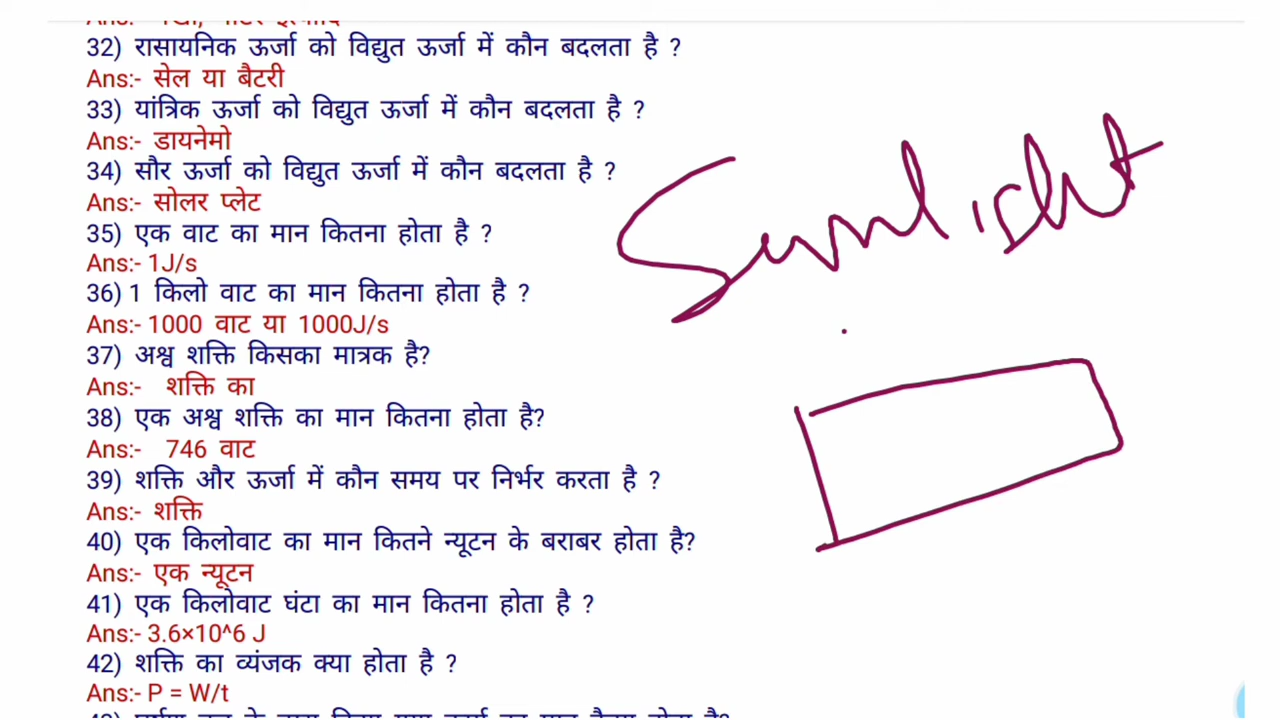 32) रासायनिक ऊर्जा को विद्युत ऊर्जा में कौन बदलता है ?
Ans:- सेल या बैटरी
33) यांत्रिक ऊर्जा को विद्युत ऊर्जा में कौन बदलता है ?
Ans:- डायनेमो
34) सौर ऊर्जा को विद्युत ऊर्जा में कौन बदलता है ?
Ans:- सोलर प्लेट
35) एक वाट का मान कितना होता है ?
Ans:- 1J/s
36) 1 किलो वाट का मान कितना होता है ?
Ans:- 1000 वाट या 1000J/s
37) अश्व शक्ति किसका मात्रक है?
Ans:- शक्ति का
38) एक अश्व शक्ति का मान कितना होता है?
Ans:- 746 वाट
39) शक्ति और ऊर्जा में कौन समय पर निर्भर करता है ?
Ans:- शक्ति
40) एक किलोवाट का मान कितने न्यूटन के बराबर होता है?
Ans:- एक न्यूटन
41) एक किलोवाट घंटा का मान कितना होता है ?
Ans:- 3.6×10^6 J
42) शक्ति का व्यंजक क्या होता है ?
Ans:- P = W/t
Sunlight